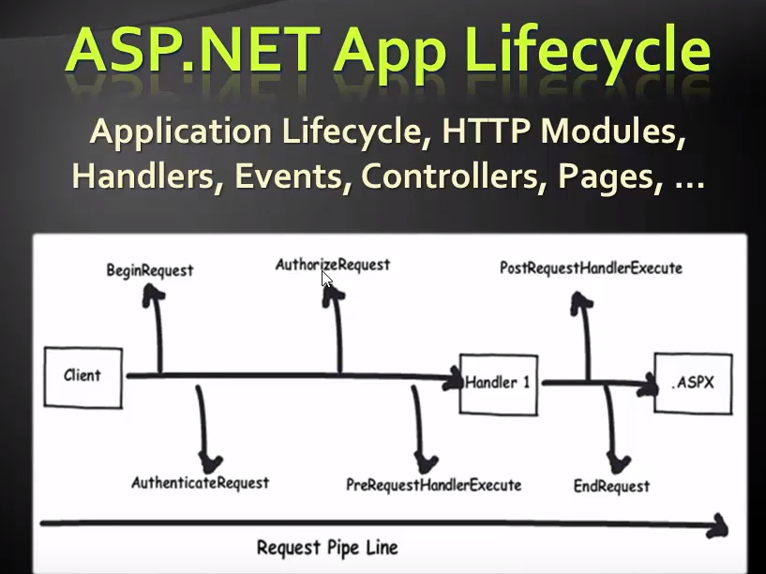 ASP.NET App Lifecycle
Application Lifecycle, HTTP Modules,
Handlers, Events, Controllers, Pages, …
BeginRequest
AuthorizeRequest
PostRequestHandlerExecute
Client
Handler 1
.ASPX
AuthenticateRequest
PreRequestHandlerExecute
EndRequest
Request Pipe Line